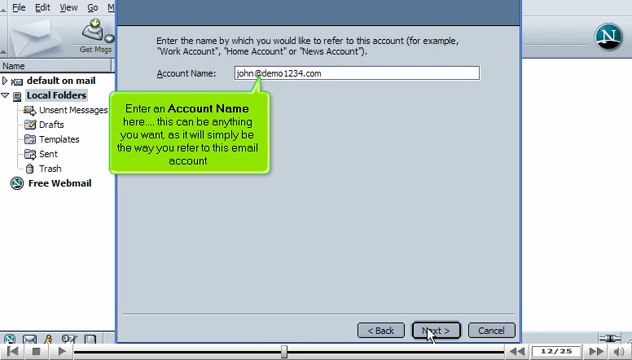 File Edit View Go M
Get Msgs
Name
default on mail
Local Folders
Unsent Messages
Drafts
Templates
Sent
Trash
Free Webmail
Enter the name by which you would like to refer to this account (for example,
"Work Account", "Home Account" or "News Account").
Account Name: john@demo1234.com
Enter an Account Name
here.... this can be anything
you want, as it will simply be
the way you refer to this email
account
< Back Next > Cancel
12/25